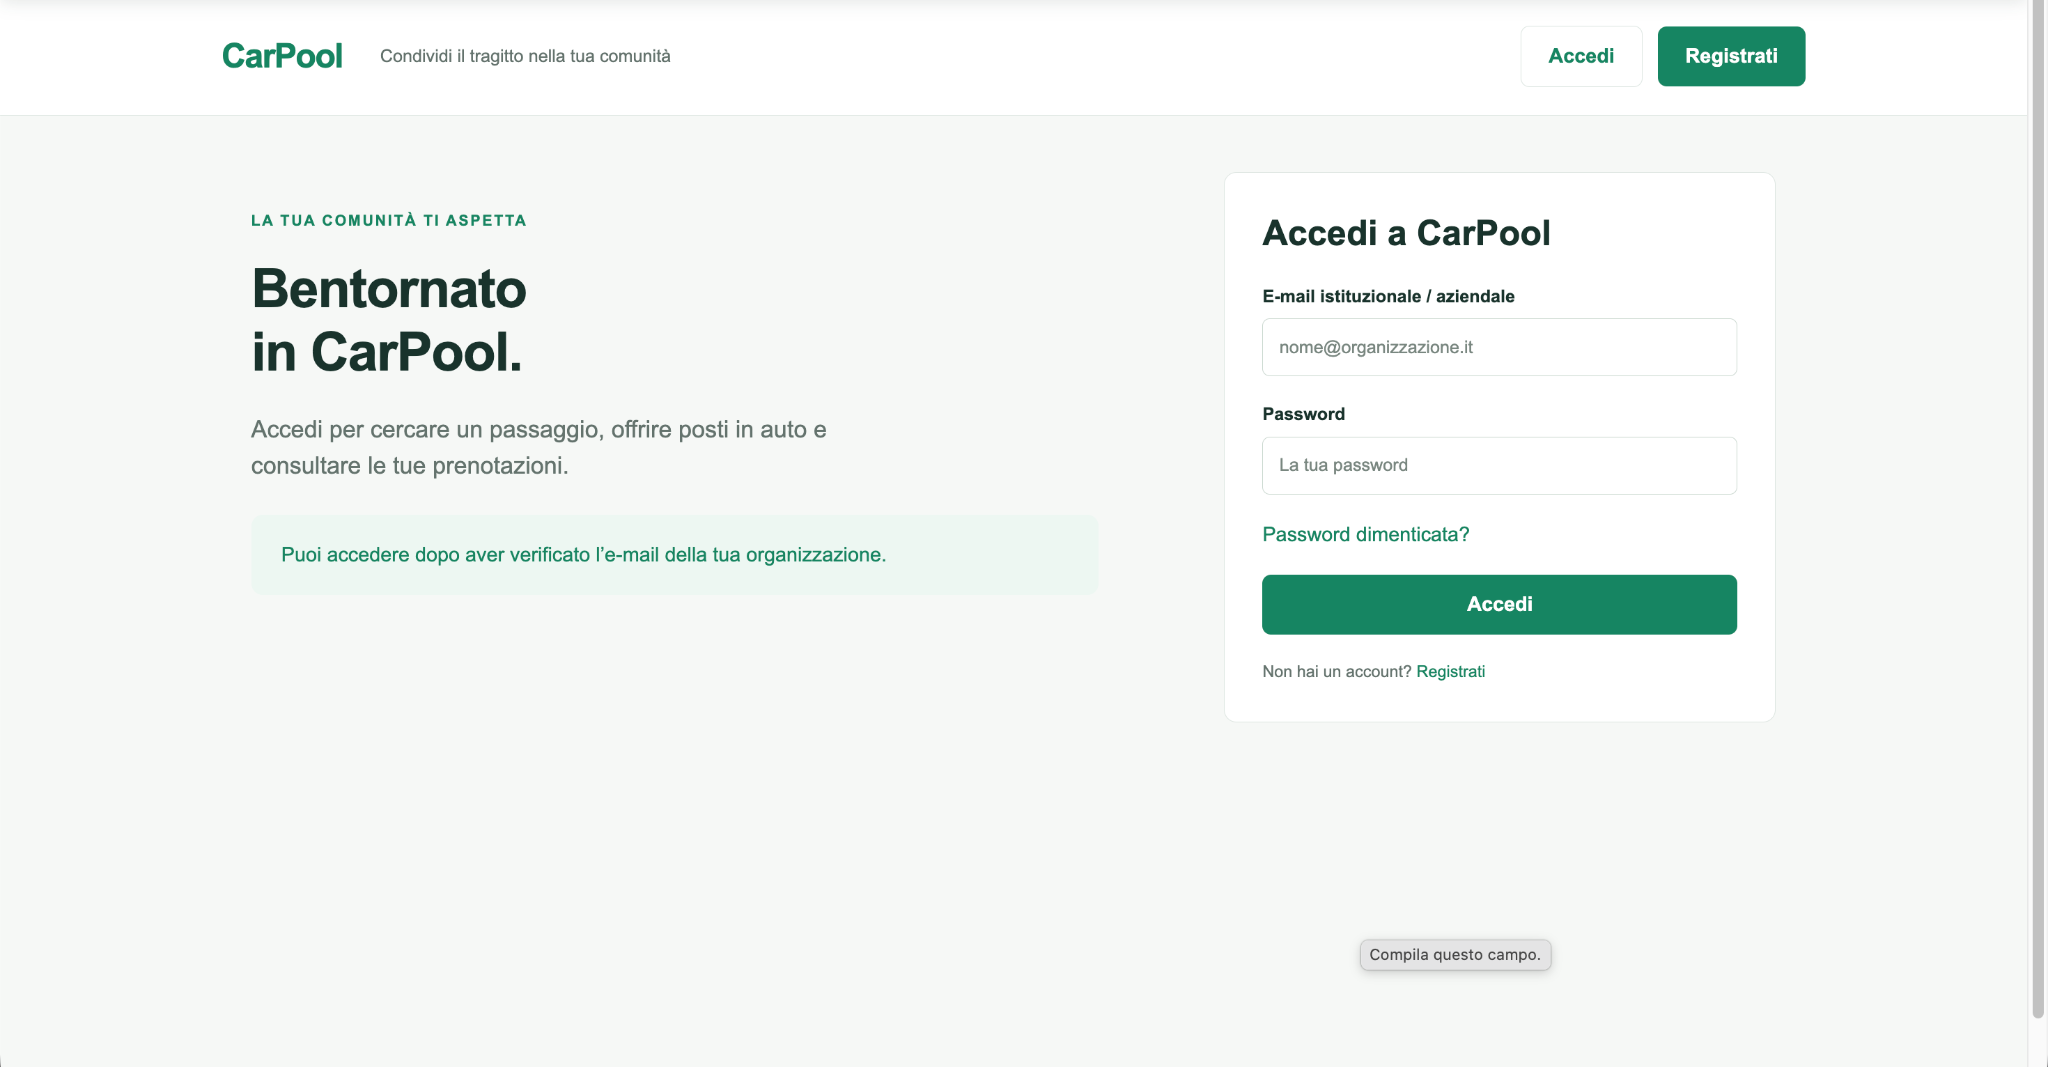 CarPool
Condividi il tragitto nella tua comunità
Accedi
Registrati
LA TUA COMUNITÀ TI ASPETTA
Bentornato
in CarPool.
Accedi per cercare un passaggio, offrire posti in auto e
consultare le tue prenotazioni.
Puoi accedere dopo aver verificato l’e-mail della tua organizzazione.
Accedi a CarPool
E-mail istituzionale / aziendale
nome@organizzazione.it
Password
La tua password
Password dimenticata?
Accedi
Non hai un account? Registrati
Compila questo campo.